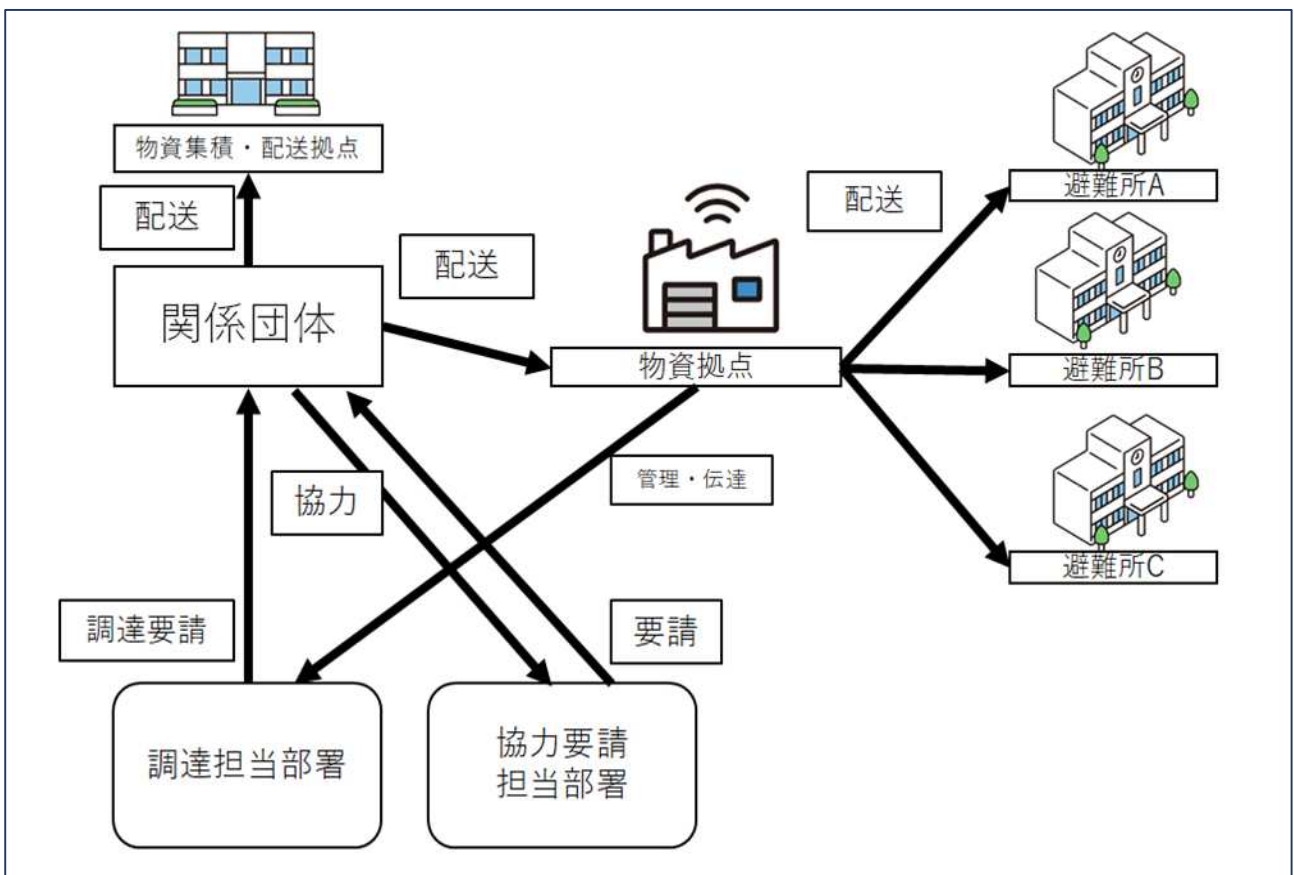 物資集積・配送拠点
配送
関係団体
配送
物資拠点
配送
避難所A
避難所B
避難所C
管理・伝達
協力
調達要請
要請
調達担当部署
協力要請
担当部署